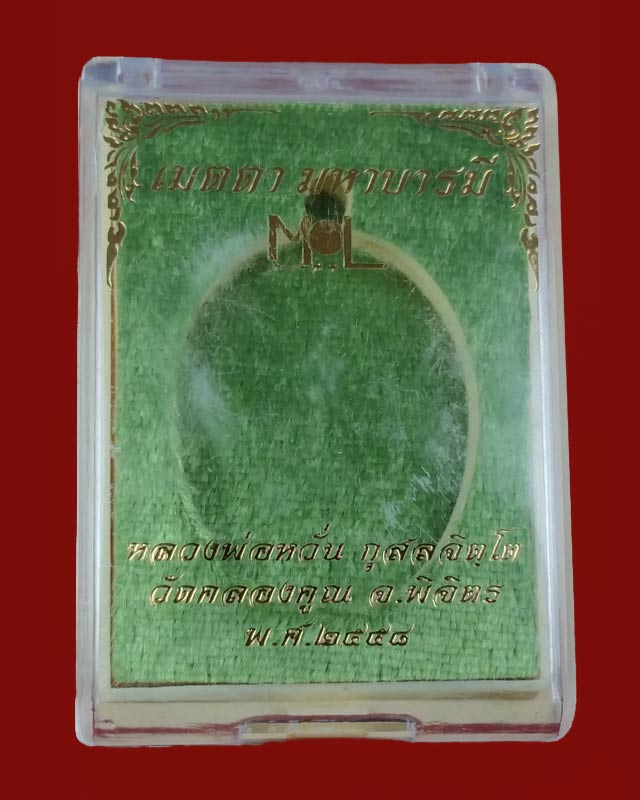 เมตตา มหาบารมี
MOL
หลวงพ่อหวั่น กุสลจิตฺโต
วัดคลองคูณ จ.พิจิตร
พ.ศ.๒๕๕๘